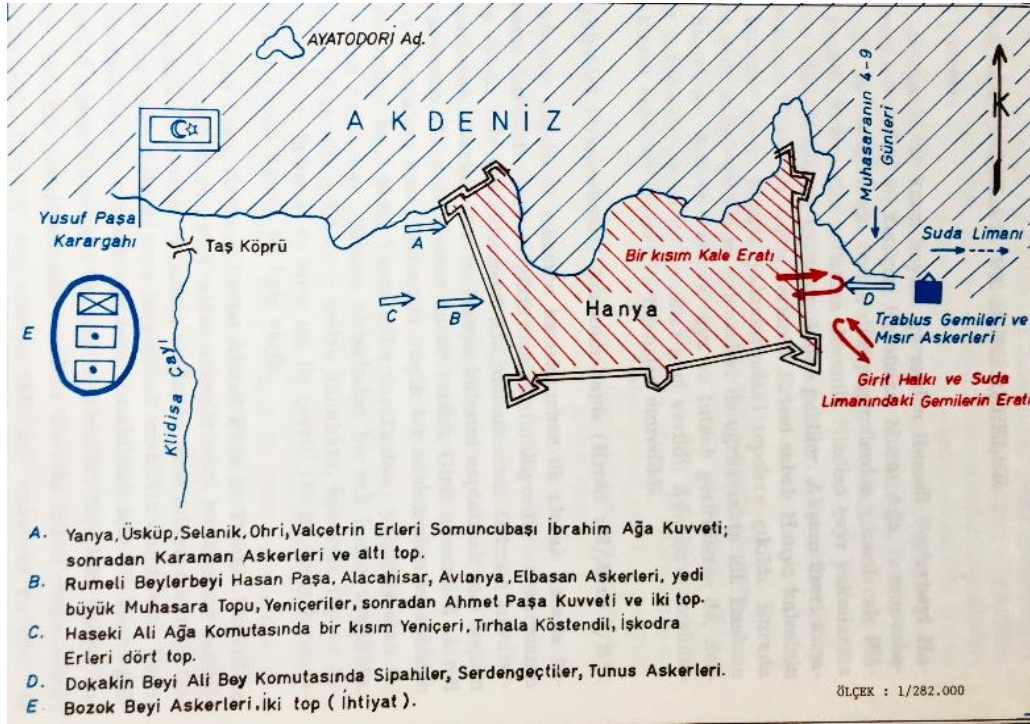 AYATODORİ Ad.
AKDENİZ
Muhasaranın 4-9
Günleri
K
Yusuf Paşa
Karargahı
Taş Köprü
A
Suda Limanı
Bir kısım Kale Eratı
D
C
B
Hanya
E
Trablus Gemileri ve
Mısır Askerleri
Klidisa Çayı
Girit Halkı ve Suda
Limanındaki Gemilerin Eratı
A. Yanya,Üsküp,Selanik,Ohri,Valçetrin Erleri Somuncubaşı İbrahim Ağa Kuvveti;
sonradan Karaman Askerleri ve altı top.
B. Rumeli Beylerbeyi Hasan Paşa, Alacahisar, Avlonya,Elbasan Askerleri, yedi
büyük Muhasara Topu, Yeniçeriler, sonradan Ahmet Paşa Kuvveti ve iki top.
C. Haseki Ali Ağa Komutasında bir kısım Yeniçeri, Tırhala Köstendil, İşkodra
Erleri dört top.
D. Dokakin Beyi Ali Bey Komutasında Sipahiler, Serdengeçtiler, Tunus Askerleri.
E Bozok Beyi Askerleri.iki top ( İhtiyat ).
ÖLÇEK : 1/282.000